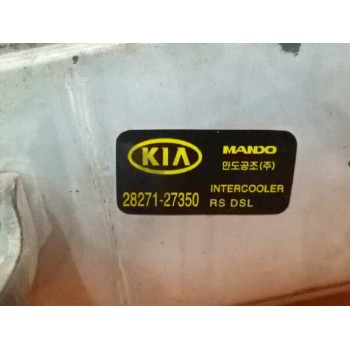 KIA
MANDO
만도공조(주)
28271-27350
INTERCOOLER
RS DSL